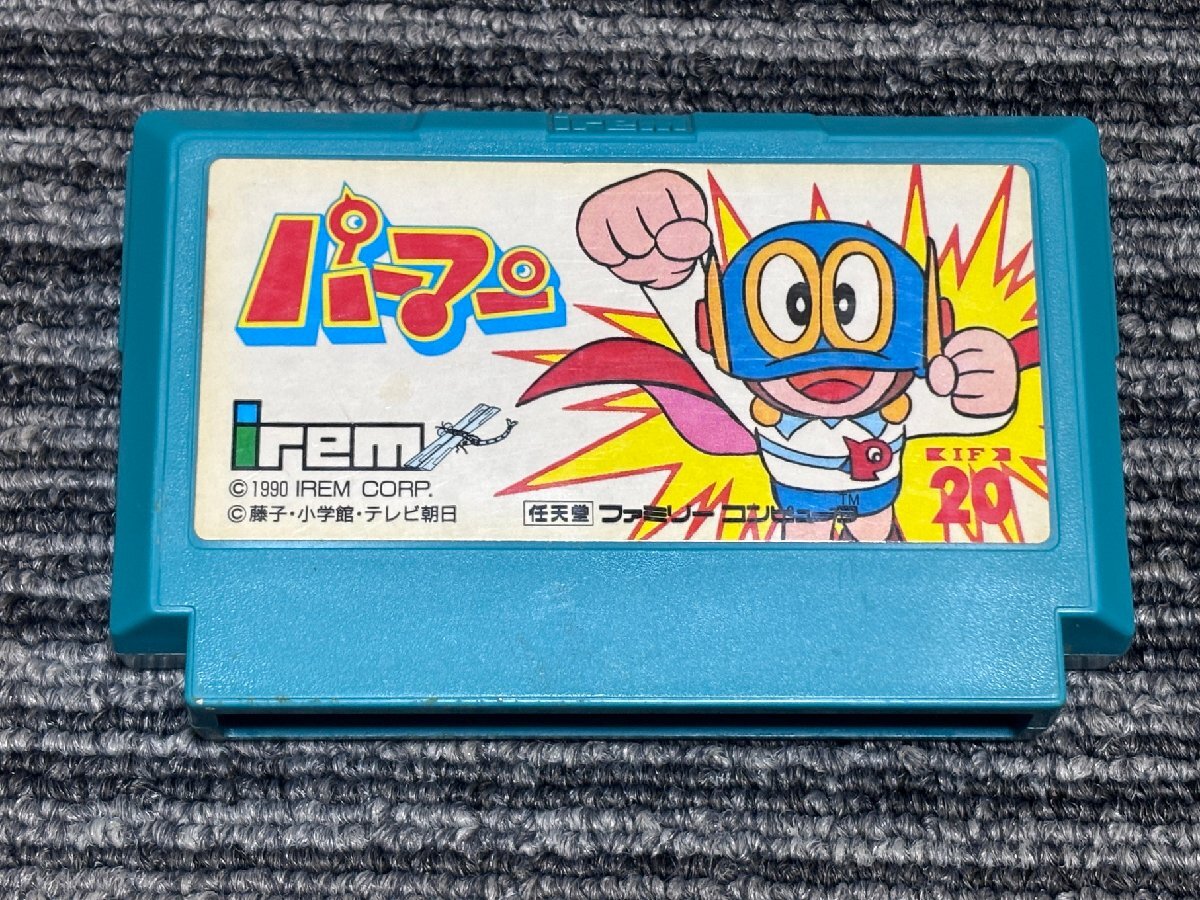 irem
パーマン
irem
© 1990 IREM CORP.
© 藤子・小学館・テレビ朝日
任天堂 ファミリー コンピュータ
TM
P
IF
20